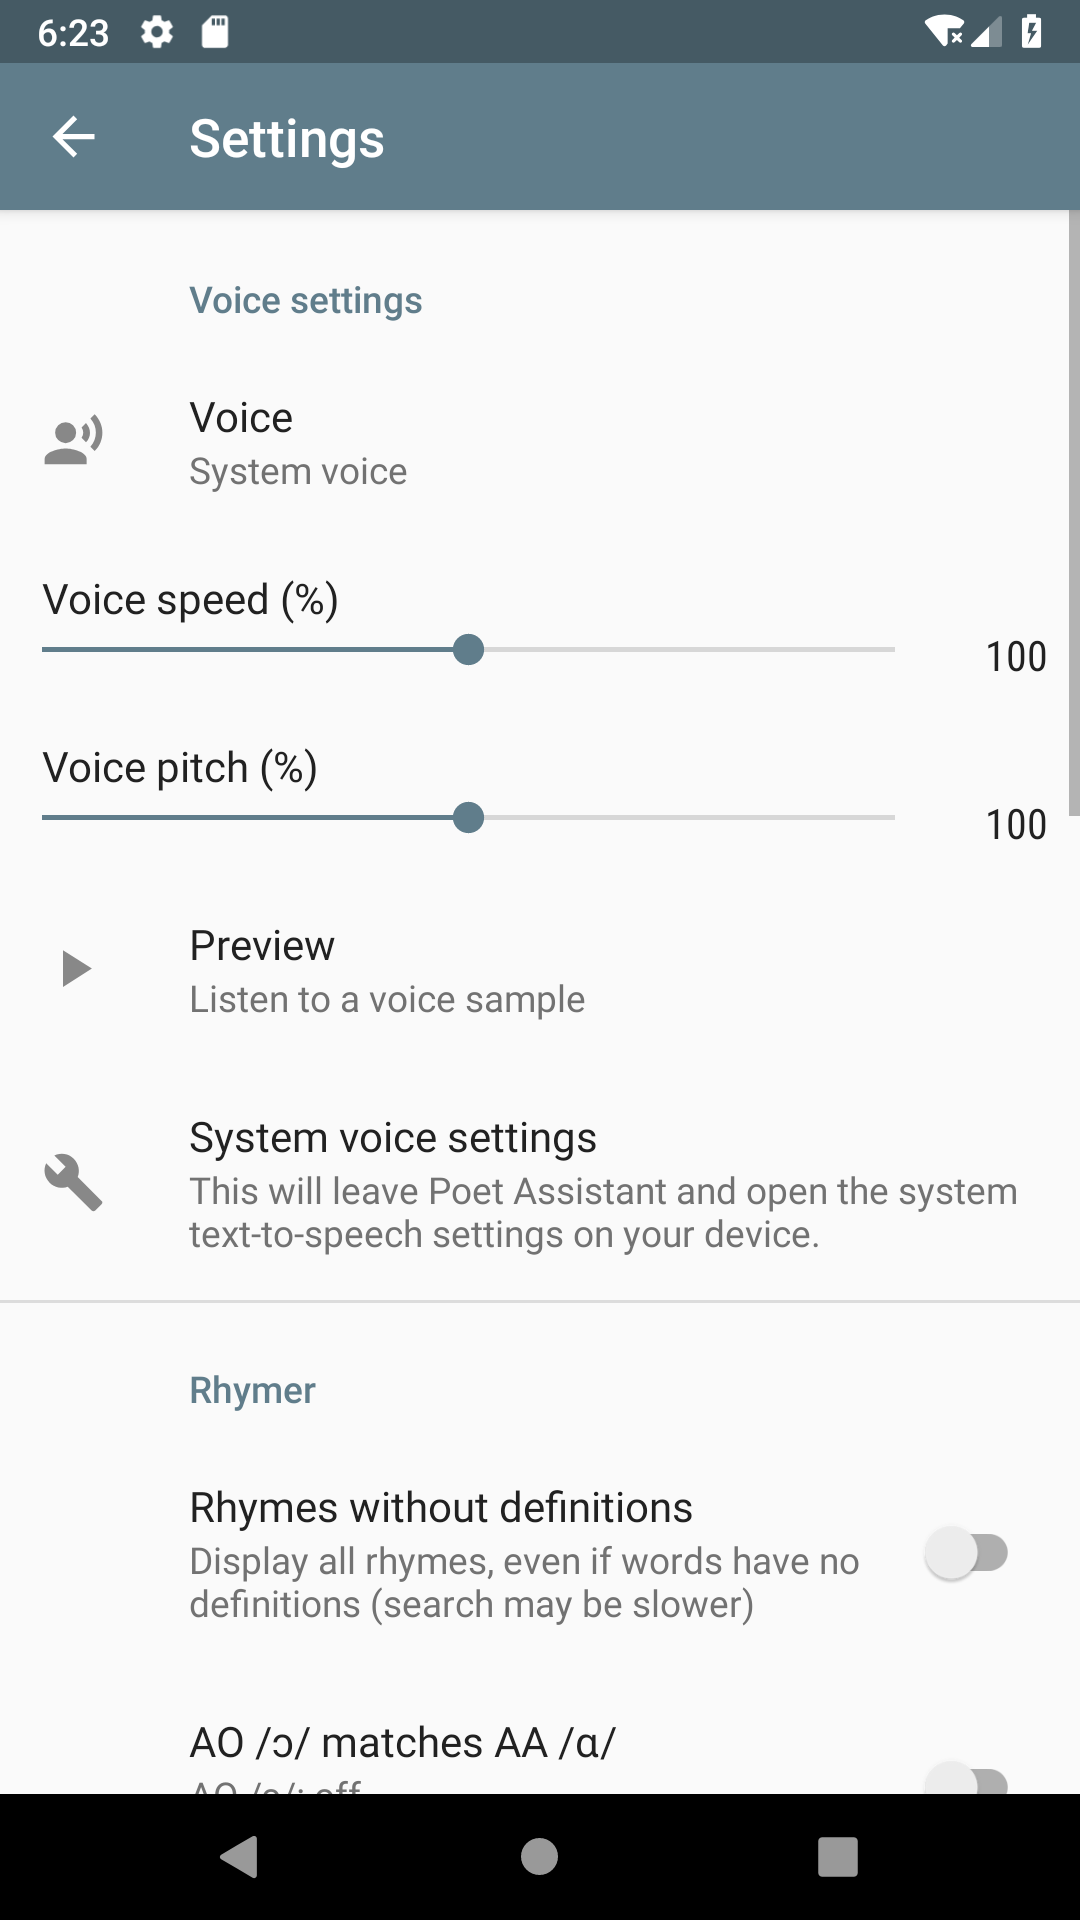 6:23
Settings
Voice settings
Voice
System voice
Voice speed (%)
100
Voice pitch (%)
100
Preview
Listen to a voice sample
System voice settings
This will leave Poet Assistant and open the system
text-to-speech settings on your device.
Rhymer
Rhymes without definitions
Display all rhymes, even if words have no
definitions (search may be slower)
AO /ɔ/ matches AA /ɑ/
AO /ɔ/: off